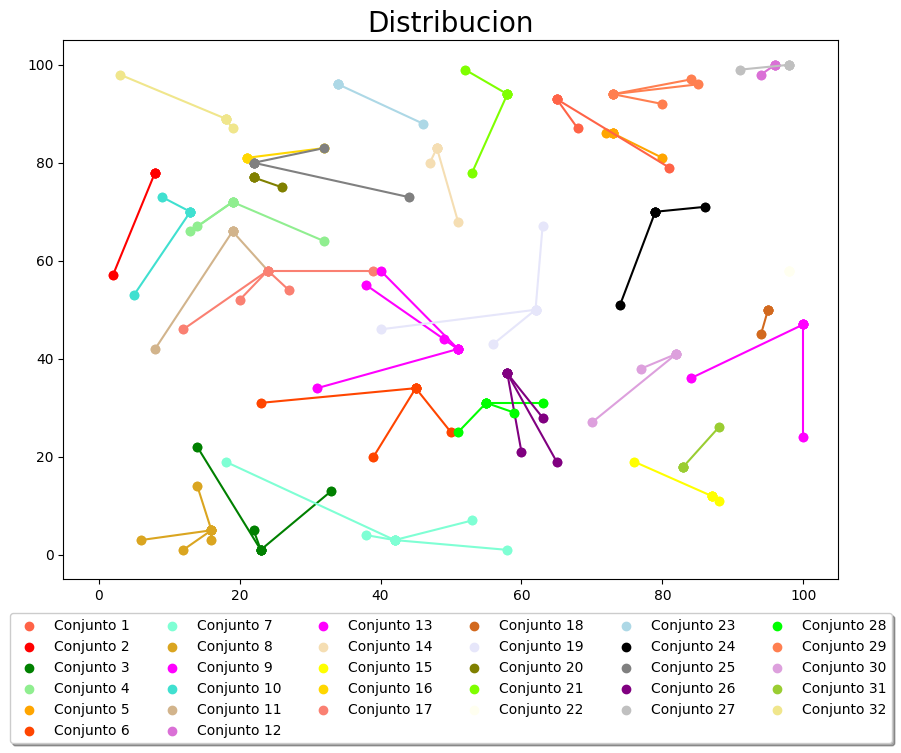 Distribucion
100
80
60
40
20
0
0 20 40 60 80 100
Conjunto 1 Conjunto 7 Conjunto 13 Conjunto 18 Conjunto 23 Conjunto 28
Conjunto 2 Conjunto 8 Conjunto 14 Conjunto 19 Conjunto 24 Conjunto 29
Conjunto 3 Conjunto 9 Conjunto 15 Conjunto 20 Conjunto 25 Conjunto 30
Conjunto 4 Conjunto 10 Conjunto 16 Conjunto 21 Conjunto 26 Conjunto 31
Conjunto 5 Conjunto 11 Conjunto 17 Conjunto 22 Conjunto 27 Conjunto 32
Conjunto 6 Conjunto 12